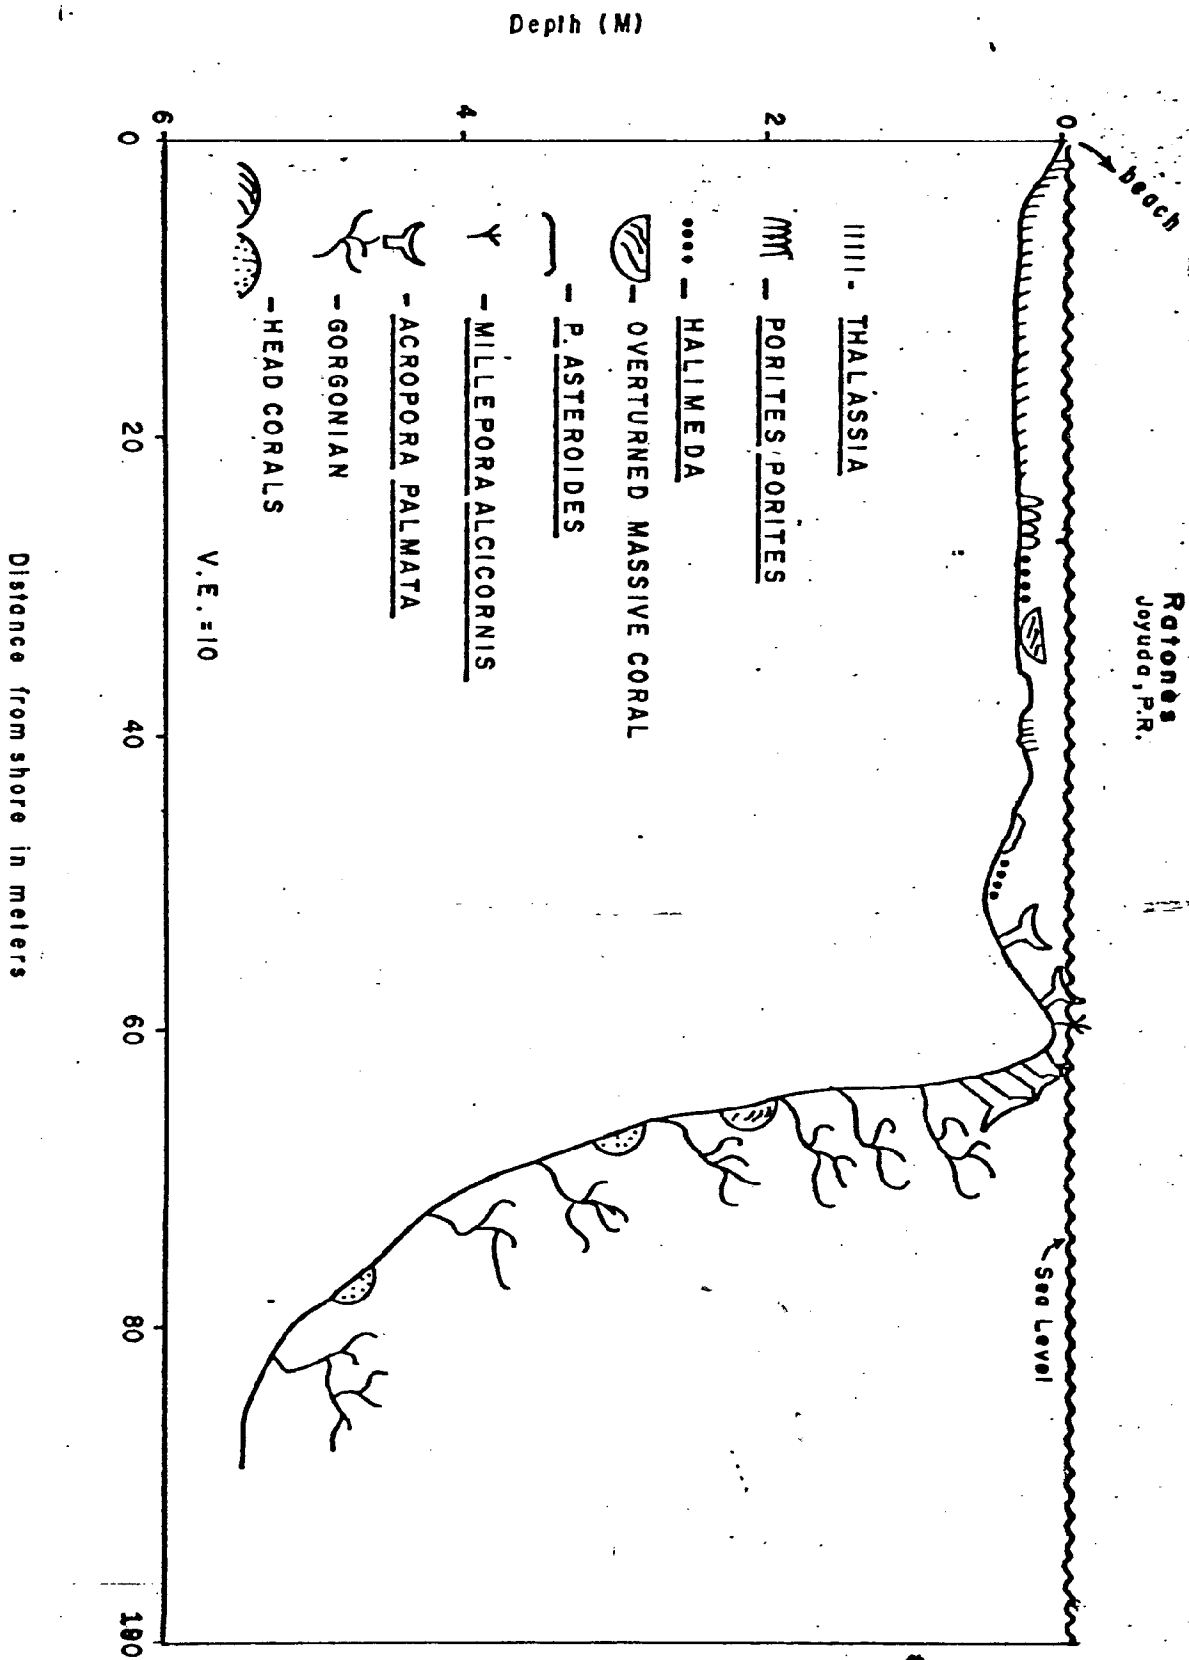 Ratonès
Joyuda, P.R.
beach
Sea Level
Depth (M)
0
2
4
6
THALASSIA
PORITES PORITES
HALIMEDA
OVERTURNED MASSIVE CORAL
P. ASTEROIDES
MILLEPORA ALCICORNIS
ACROPORA PALMATA
GORGONIAN
HEAD CORALS
V.E.=10
0
20
40
60
80
100
Distance from shore in meters